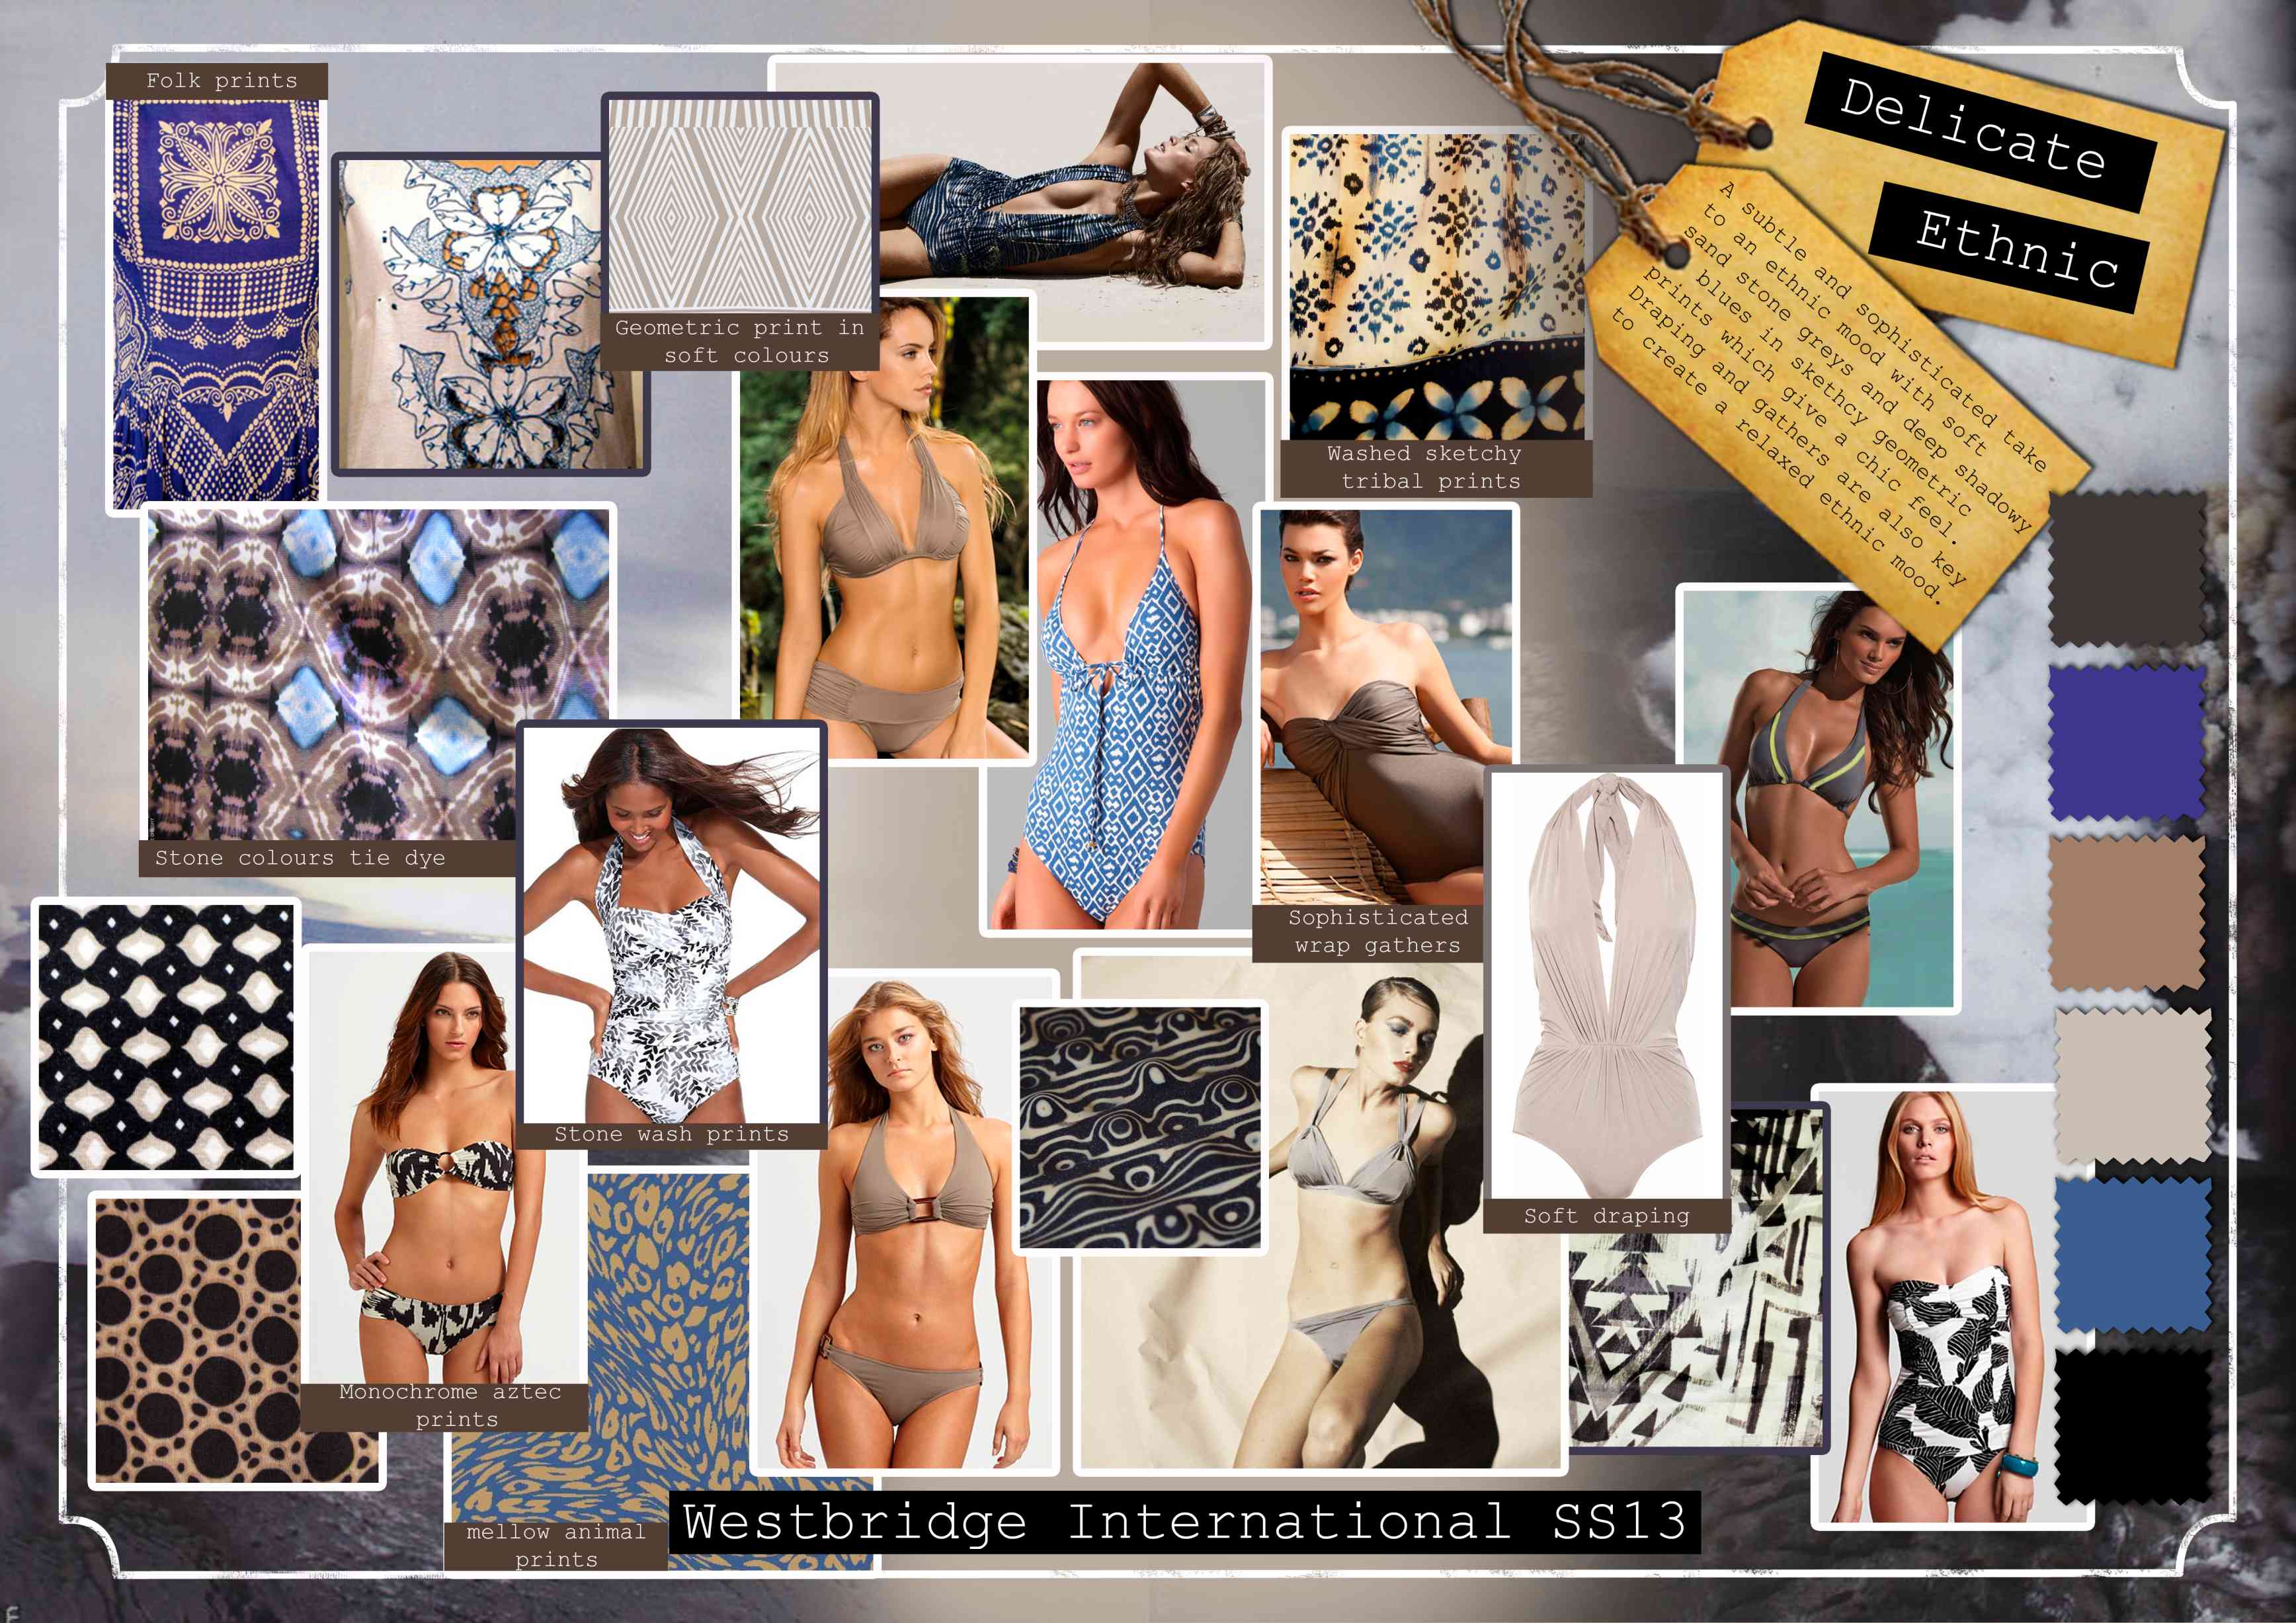 Folk prints
Geometric print in
soft colours
Washed sketchy
tribal prints
Delicate
Ethnic
A subtle and sophisticated take
to an ethnic mood with soft
sand stone greys and deep shadowy
blues in skethcy geometric
prints which give a chic feel.
Draping and gathers are also key
to create a relaxed ethnic mood.
Stone colours tie dye
Sophisticated
wrap gathers
Stone wash prints
Soft draping
Monochrome aztec
prints
mellow animal
prints
Westbridge International SS13